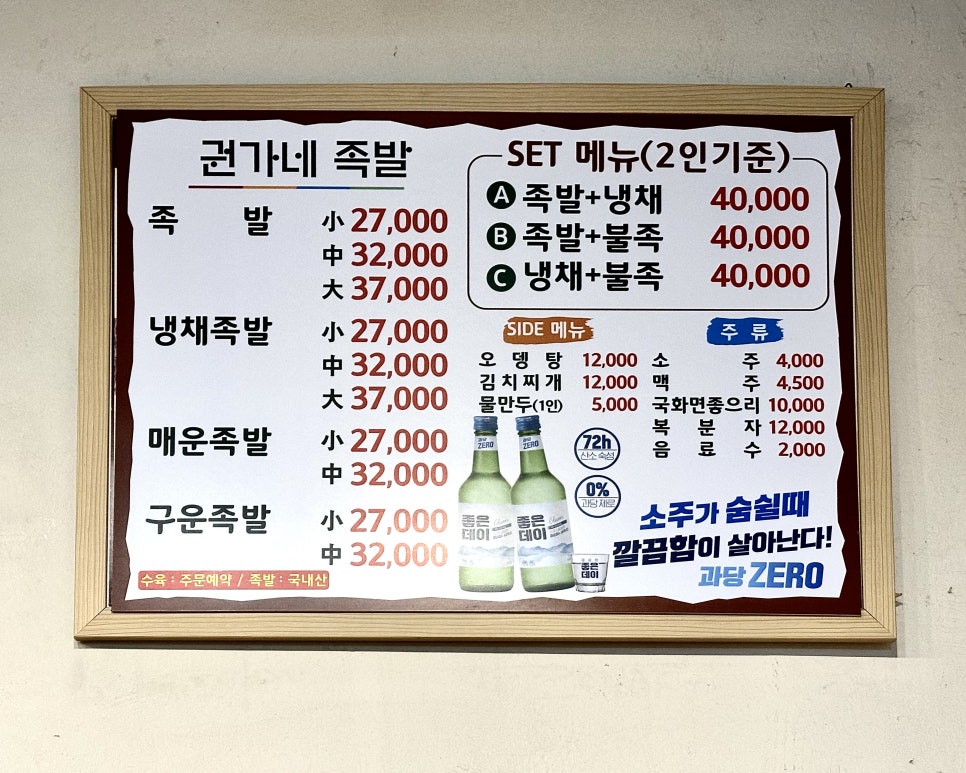 권가네 족발
족 발 小 27,000
中 32,000
大 37,000
냉채족발 小 27,000
中 32,000
大 37,000
매운족발 小 27,000
中 32,000
구운족발 小 27,000
中 32,000
수육 : 주문예약 / 족발 : 국내산
SET 메뉴(2인기준)
A 족발+냉채 40,000
B 족발+불족 40,000
C 냉채+불족 40,000
SIDE 메뉴
오뎅탕 12,000
김치찌개 12,000
물만두(1인) 5,000
주류
소 주 4,000
맥 주 4,500
국화면좋으리 10,000
복 분 자 12,000
음 료 수 2,000
ZERO
좋은
데이
ZERO
좋은
데이
좋은
데이
72h
산소 숙성
0%
과당 제로
소주가 숨쉴때
깔끔함이 살아난다!
과당 ZERO